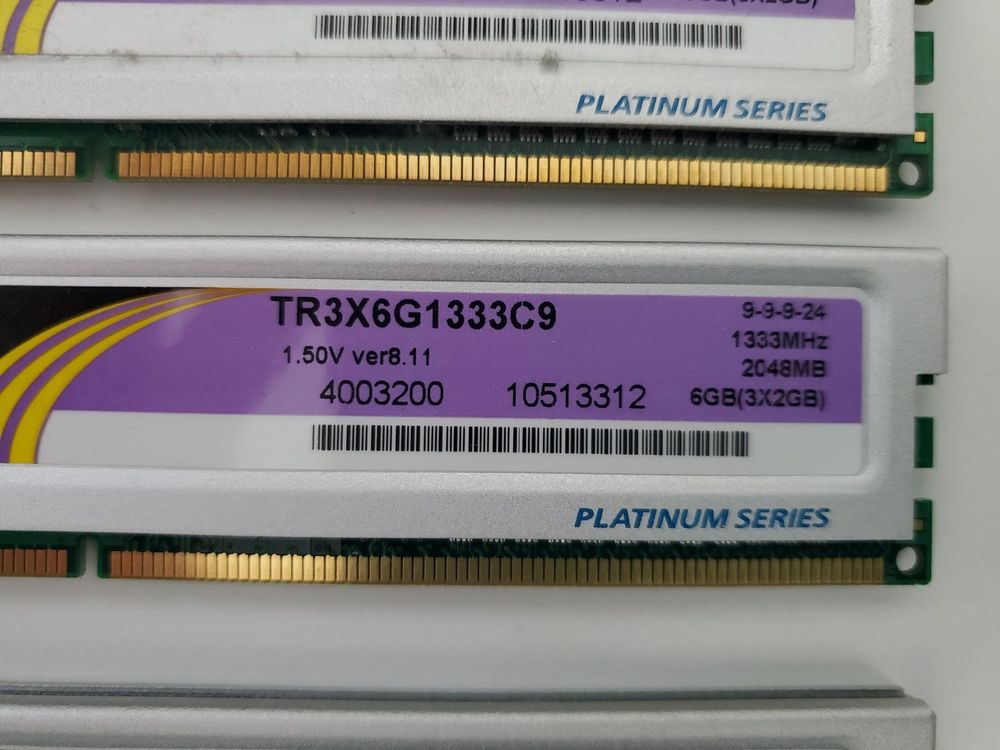 PLATINUM SERIES
TR3X6G1333C9
9-9-9-24
1333MHz
1.50V ver8.11
2048MB
4003200 10513312 6GB(3X2GB)
PLATINUM SERIES